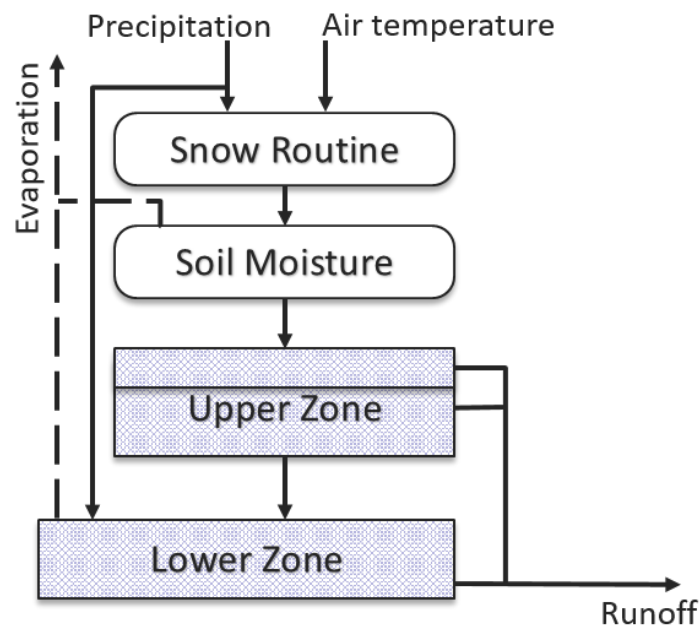 Precipitation
Air temperature
Evaporation
Snow Routine
Soil Moisture
Upper Zone
Lower Zone
Runoff